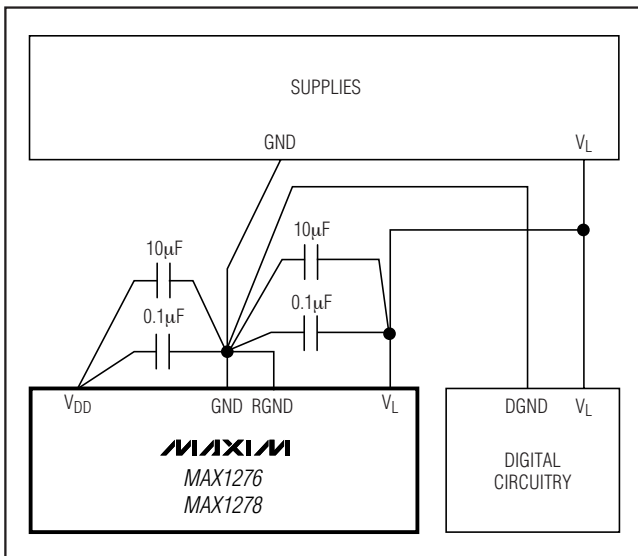 SUPPLIES
GND
VL
10µF
10µF
0.1µF
0.1µF
VDD
GND
RGND
VL
DGND
VL
MAXIM
MAX1276
MAX1278
DIGITAL
CIRCUITRY